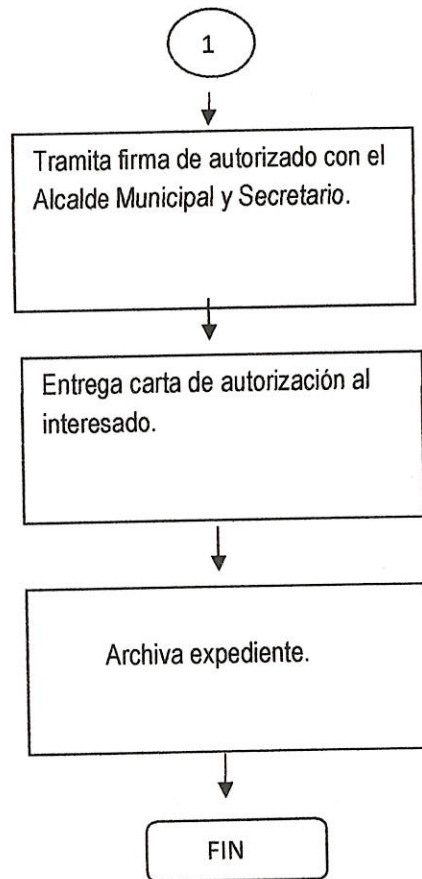 1
Tramita firma de autorizado con el
Alcalde Municipal y Secretario.
Entrega carta de autorización al
interesado.
Archiva expediente.
FIN